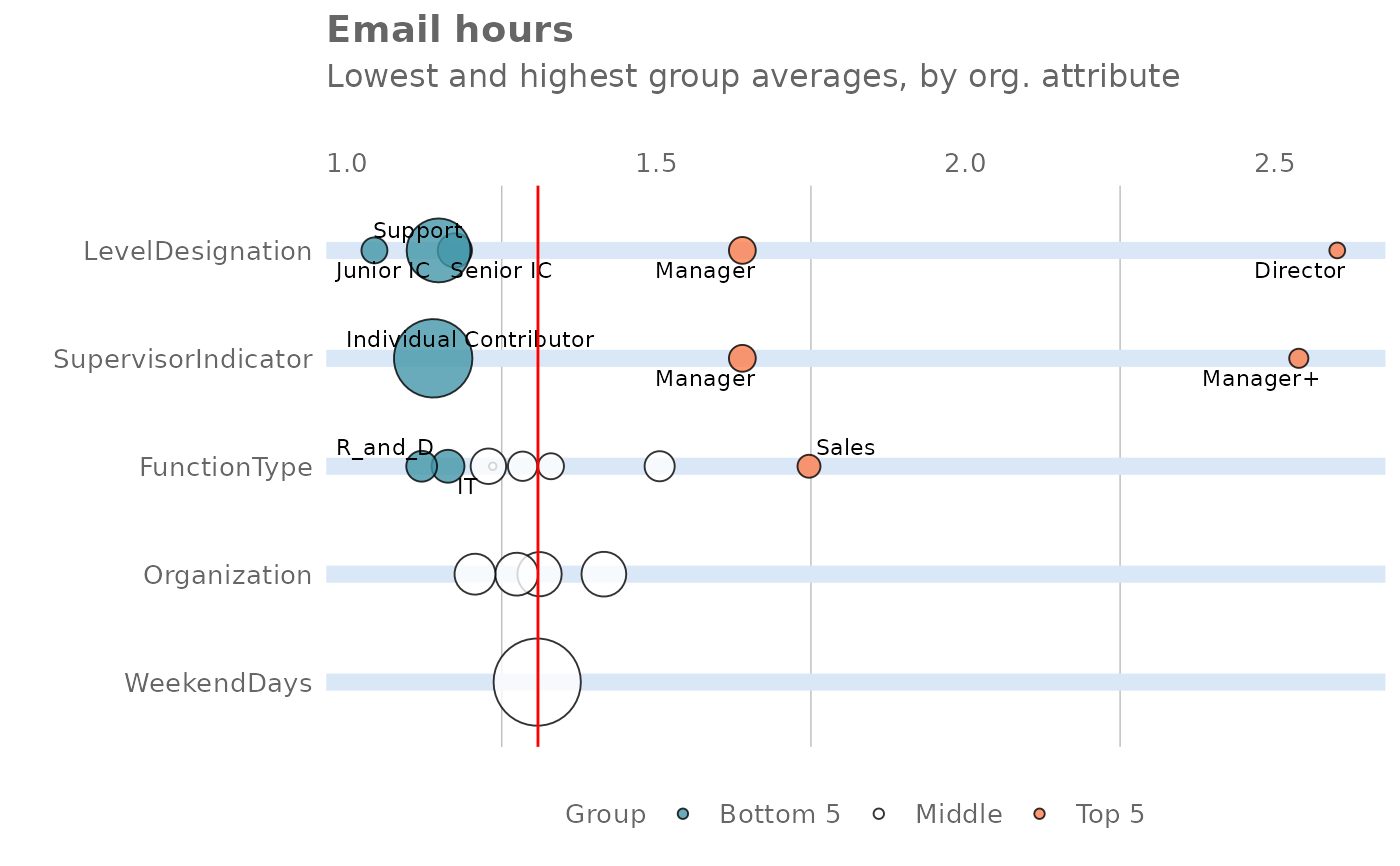 Email hours
Lowest and highest group averages, by org. attribute
1.0 1.5 2.0 2.5
LevelDesignation
Support
Junior IC Senior IC Manager Director
SupervisorIndicator
Individual Contributor
Manager Manager+
FunctionType
R_and_D Sales
IT
Organization
WeekendDays
Group Bottom 5 Middle Top 5